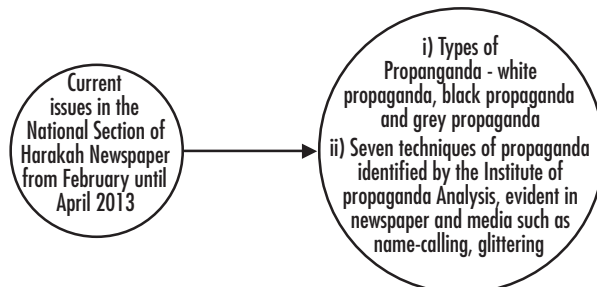 Current
issues in the
National Section of
Harakah Newspaper
from February until
April 2013
i) Types of
Propanganda - white
propaganda, black propaganda
and grey propaganda
ii) Seven techniques of propaganda
identified by the Institute of
propaganda Analysis, evident in
newspaper and media such as
name-calling, glittering